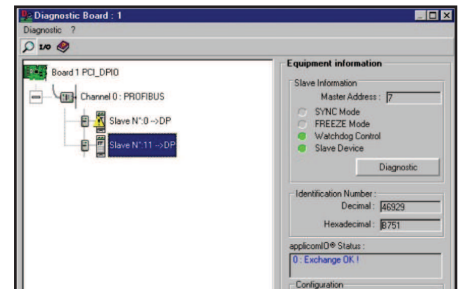 Diagnostic Board : 1
Diagnostic ?
I/O
Board 1 PCI_DPIO
Channel 0 : PROFIBUS
Slave N°:0 -->DP
Slave N°:11 -->DP
Equipment information
Slave Information
Master Address : 7
SYNC Mode
FREEZE Mode
Watchdog Control
Slave Device
Diagnostic
Identification Number :
Decimal : 46929
Hexadecimal : B751
applicomIO® Status :
0 : Exchange OK !
Configuration